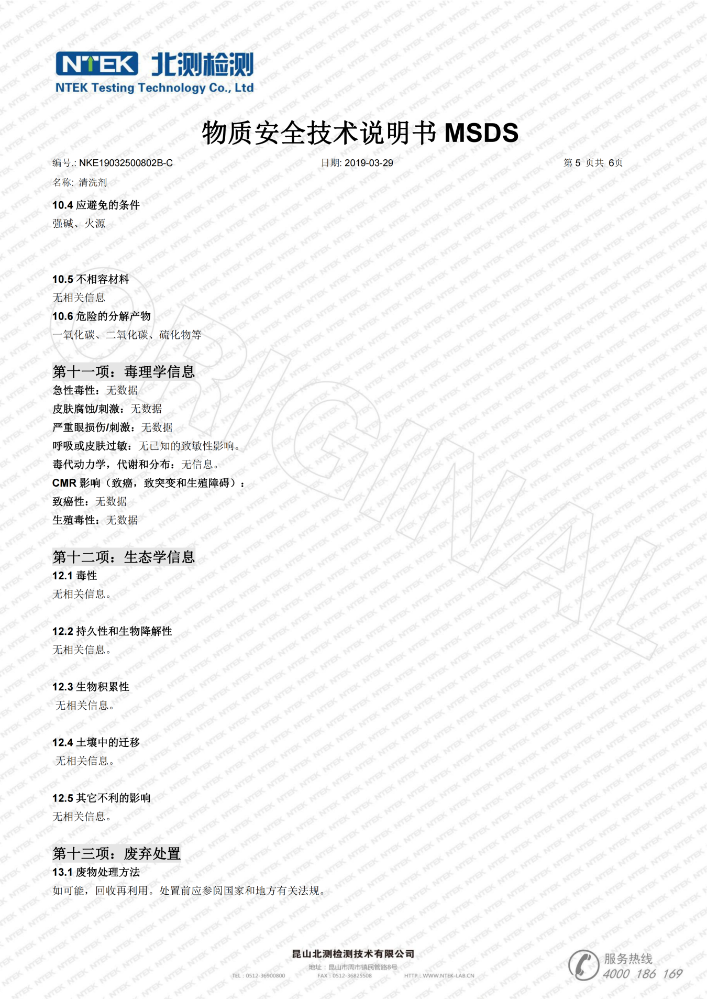 NTEK 北测检测
NTEK Testing Technology Co., Ltd
物质安全技术说明书 MSDS
编号.: NKE19032500802B-C 日期: 2019-03-29 第 5 页共 6页
名称: 清洗剂
10.4 应避免的条件
强碱、火源
10.5 不相容材料
无相关信息
10.6 危险的分解产物
一氧化碳、二氧化碳、硫化物等
第十一项：毒理学信息
急性毒性：无数据
皮肤腐蚀/刺激：无数据
严重眼损伤/刺激：无数据
呼吸或皮肤过敏：无已知的致敏性影响。
毒代动力学，代谢和分布：无信息。
CMR 影响（致癌，致突变和生殖障碍）：
致癌性：无数据
生殖毒性：无数据
第十二项：生态学信息
12.1 毒性
无相关信息。
12.2 持久性和生物降解性
无相关信息。
12.3 生物积累性
无相关信息。
12.4 土壤中的迁移
无相关信息。
12.5 其它不利的影响
无相关信息。
第十三项：废弃处置
13.1 废物处理方法
如可能，回收再利用。处置前应参阅国家和地方有关法规。
ORIGINAL
昆山北测检测技术有限公司
地址：昆山市周市镇民管路8号
TEL : 0512-36900800 FAX : 0512-36825508 HTTP : WWW.NTEK-LAB.CN
服务热线
4000 186 169